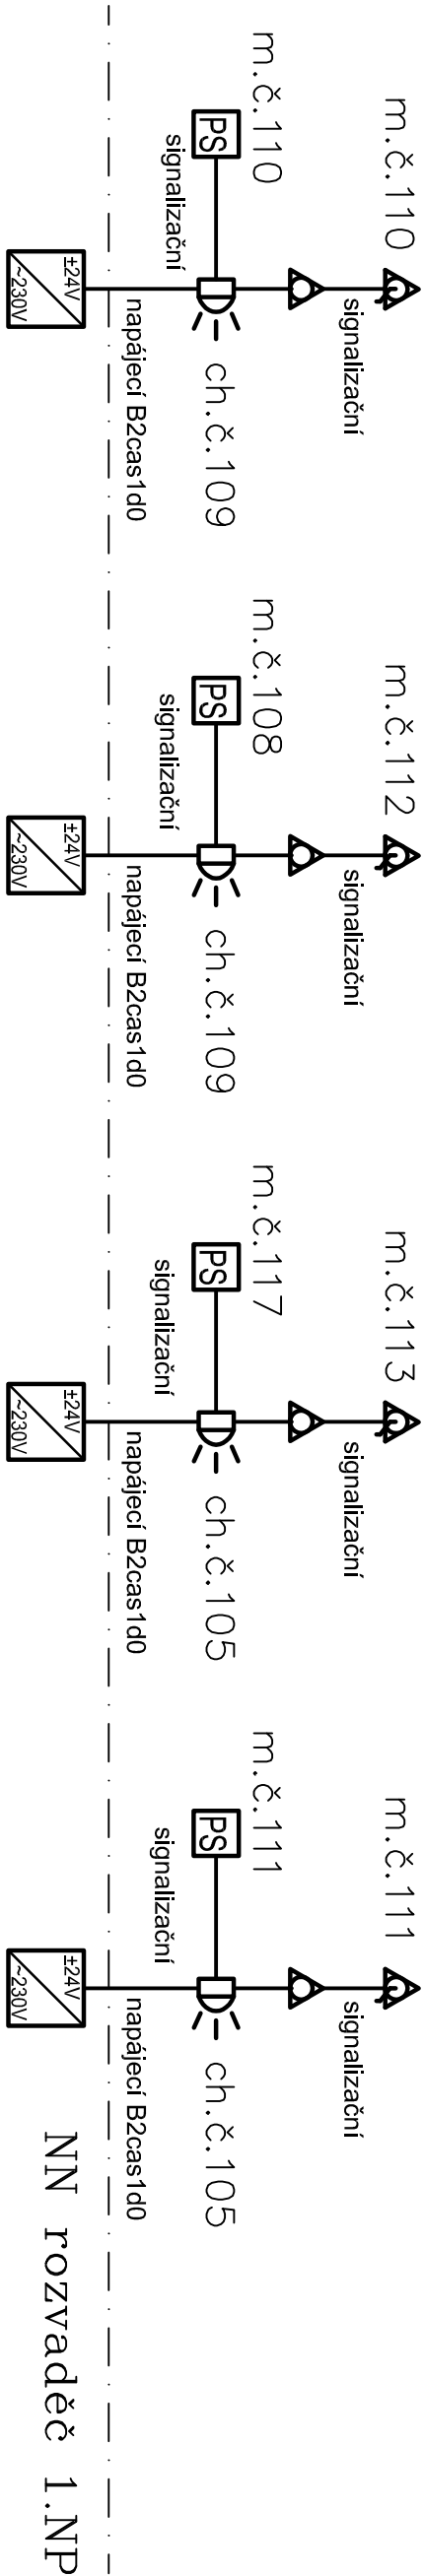 m.č.110
m.č.110
PS
signalizační
signalizační
ch.č.109
napájecí B2cas1d0
±24V
~230V
m.č.112
m.č.108
PS
signalizační
signalizační
ch.č.109
napájecí B2cas1d0
±24V
~230V
m.č.113
m.č.117
PS
signalizační
signalizační
ch.č.105
napájecí B2cas1d0
±24V
~230V
m.č.111
m.č.111
PS
signalizační
signalizační
ch.č.105
napájecí B2cas1d0
±24V
~230V
NN rozvaděč 1.NP